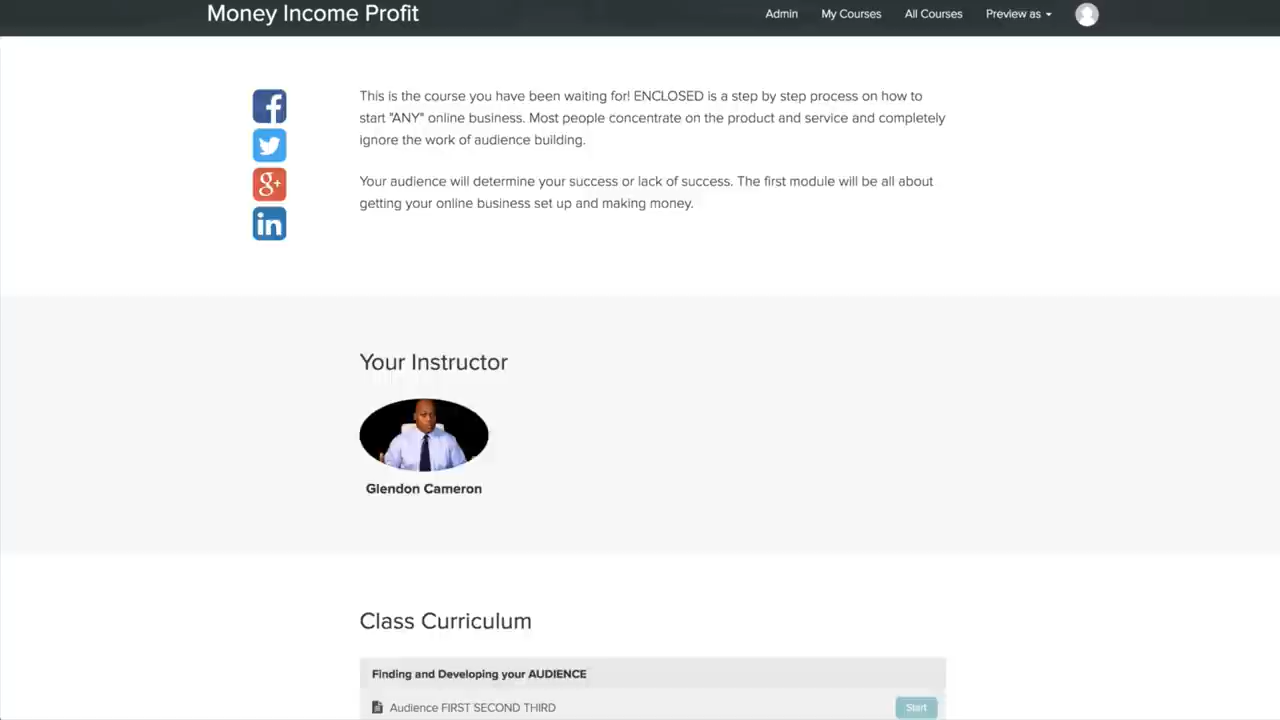 Money Income Profit
Admin
My Courses
All Courses
Preview as
This is the course you have been waiting for! ENCLOSED is a step by step process on how to
start "ANY" online business. Most people concentrate on the product and service and completely
ignore the work of audience building.
Your audience will determine your success or lack of success. The first module will be all about
getting your online business set up and making money.
Your Instructor
Glendon Cameron
Class Curriculum
Finding and Developing your AUDIENCE
Audience FIRST SECOND THIRD
Start